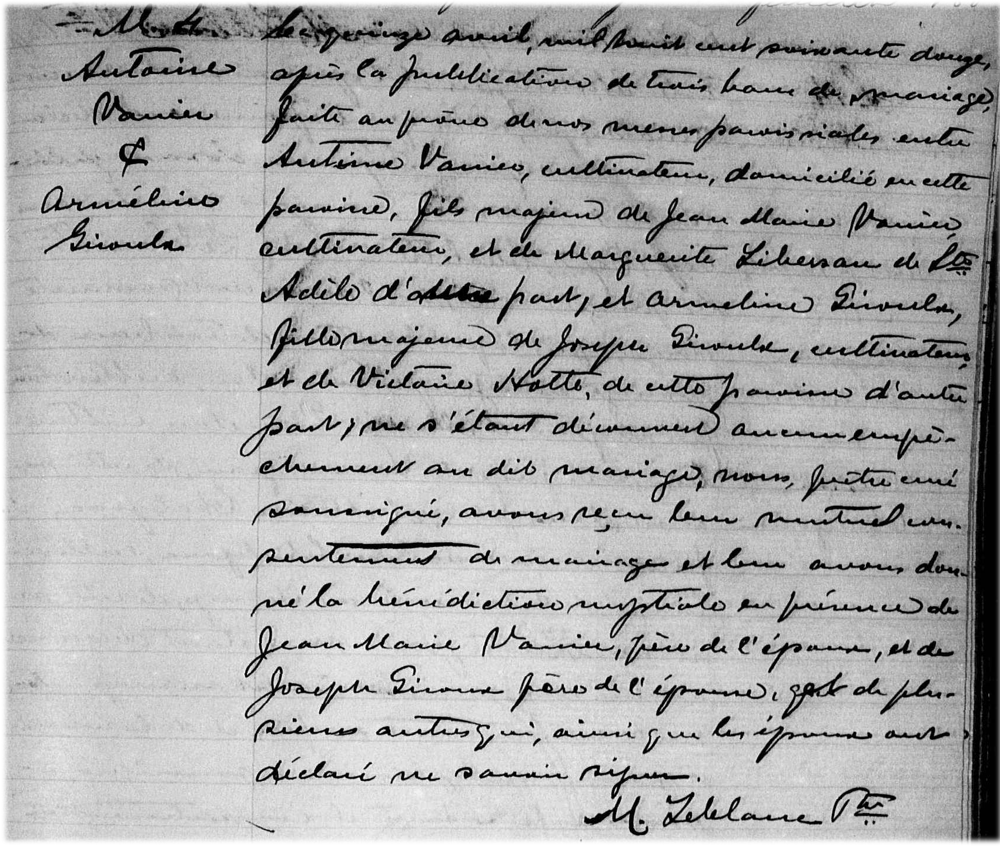 M. 4
Antoine
Vanier
&
Arméline
Giroulx
Le quinze avril, mil huit cent soixante douze,
après la publication de trois bans de mariage,
faite au prône de nos messes paroissiales entre
Antime Vanier, cultivateur, domicilié en cette
paroisse, fils majeur de Jean Marie Vanier,
cultivateur, et de Marguerite Libersan de Ste
Adèle d'une part, et Armeline Giroulx,
fille majeure de Joseph Giroulx, cultivateur,
et de Victoire Hotte, de cette paroisse d'autre
part; ne s'étant découvert aucun empê-
chement au dit mariage, nous, prêtre curé
soussigné, avons reçu leur mutuel con-
sentement de mariage et leur avons don-
né la bénédiction nuptiale en présence de
Jean Marie Vanier, père de l'époux, et de
Joseph Giroux père de l'épouse, et de plu-
sieurs autres qui, ainsi que les époux ont
déclaré ne savoir signer.
M. Leblanc Ptre